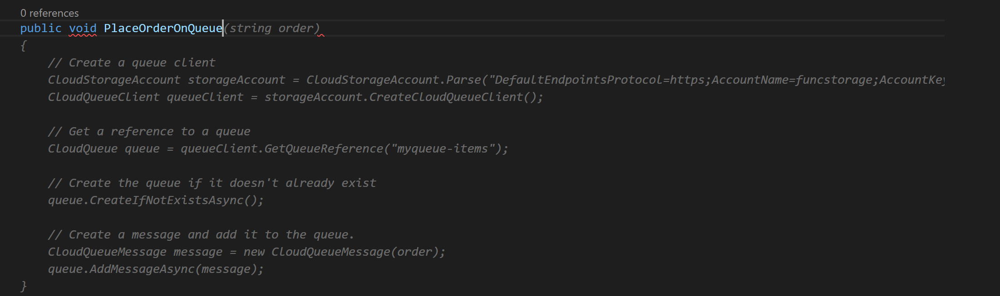 0 references
public void PlaceOrderOnQueue(string order)
{
    // Create a queue client
    CloudStorageAccount storageAccount = CloudStorageAccount.Parse("DefaultEndpointsProtocol=https;AccountName=funcstorage;AccountKey
    CloudQueueClient queueClient = storageAccount.CreateCloudQueueClient();
    // Get a reference to a queue
    CloudQueue queue = queueClient.GetQueueReference("myqueue-items");
    // Create the queue if it doesn't already exist
    queue.CreateIfNotExistsAsync();
    // Create a message and add it to the queue.
    CloudQueueMessage message = new CloudQueueMessage(order);
    queue.AddMessageAsync(message);
}